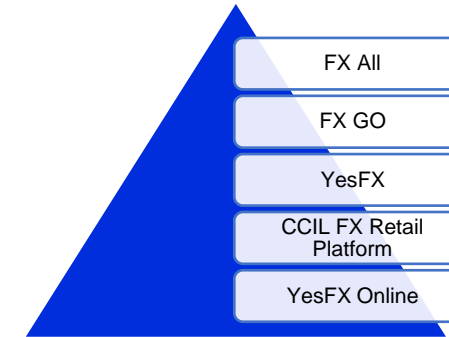 FX All
FX GO
YesFX
CCIL FX Retail
Platform
YesFX Online